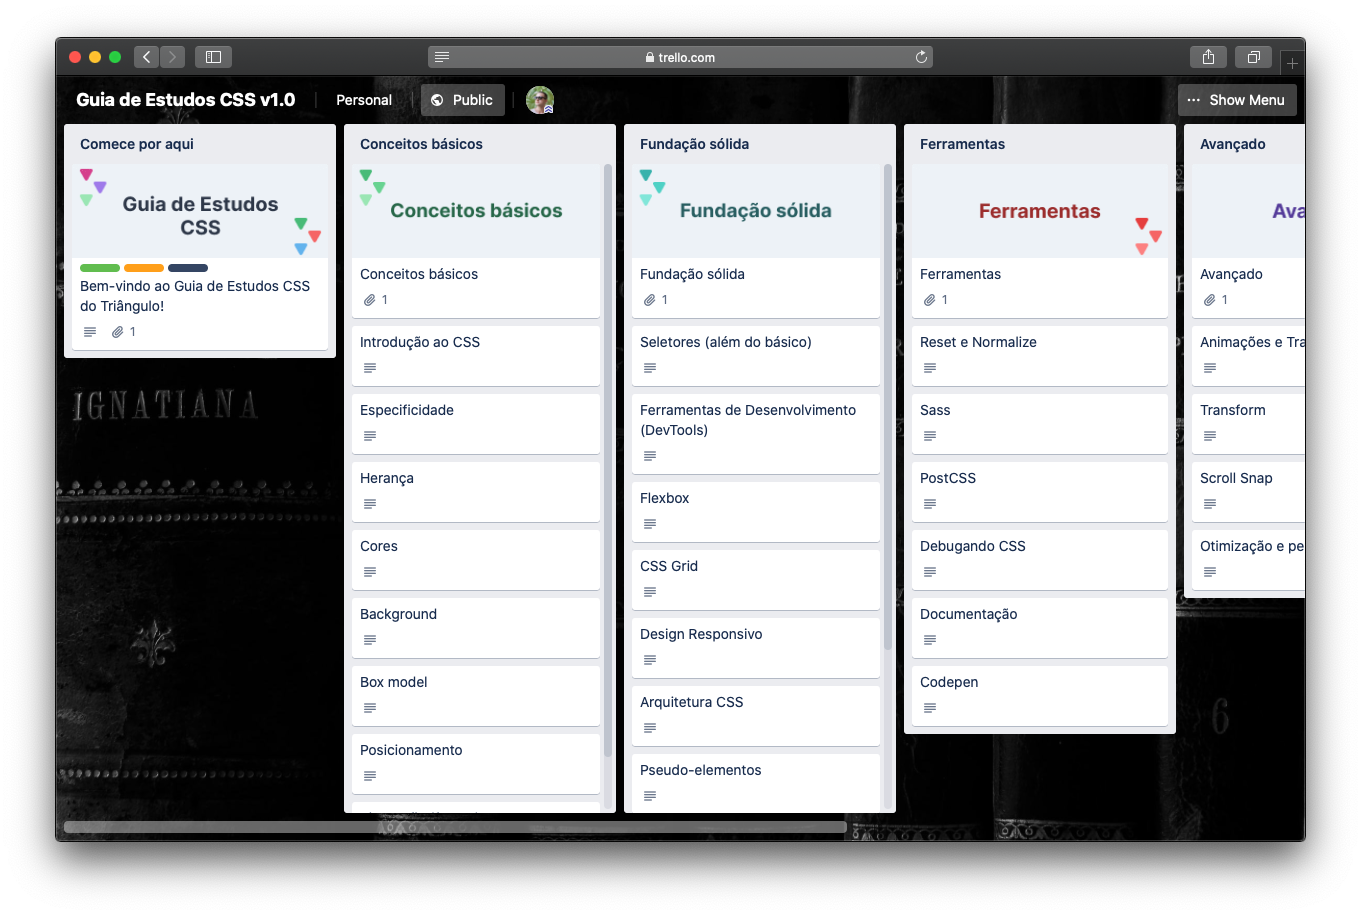 trello.com
Guia de Estudos CSS v1.0
Personal
Public
Show Menu
Comece por aqui
Guia de Estudos
CSS
Bem-vindo ao Guia de Estudos CSS
do Triângulo!
1
IGNATIANA
Conceitos básicos
Conceitos básicos
Conceitos básicos
1
Introdução ao CSS
Especificidade
Herança
Cores
Background
Box model
Posicionamento
Fundação sólida
Fundação sólida
Fundação sólida
1
Seletores (além do básico)
Ferramentas de Desenvolvimento
(DevTools)
Flexbox
CSS Grid
Design Responsivo
Arquitetura CSS
Pseudo-elementos
Ferramentas
Ferramentas
Ferramentas
1
Reset e Normalize
Sass
PostCSS
Debugando CSS
Documentação
Codepen
Avançado
Ava
Avançado
1
Animações e Tra
Transform
Scroll Snap
Otimização e pe
6